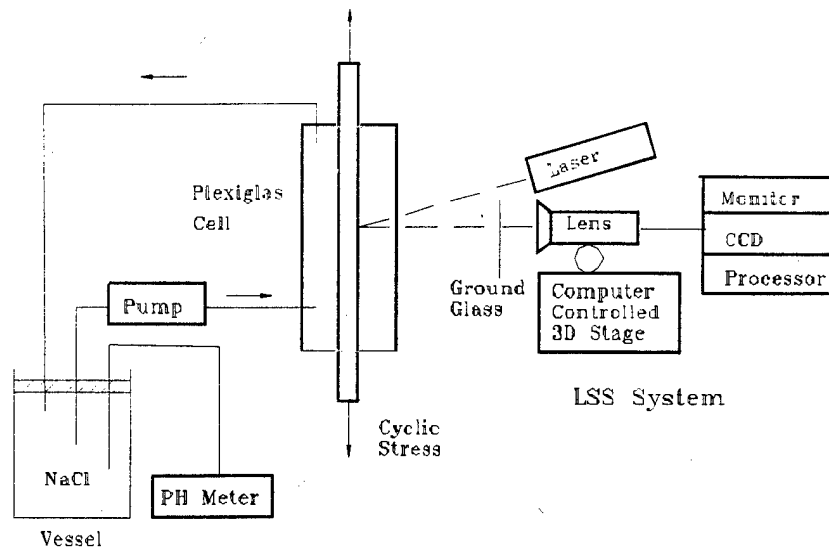 Laser
Plexiglas
Cell
Lens
Monitor
CCD
Processor
Ground
Glass
Computer
Controlled
3D Stage
Pump
LSS System
Cyclic
Stress
NaCl
PH Meter
Vessel